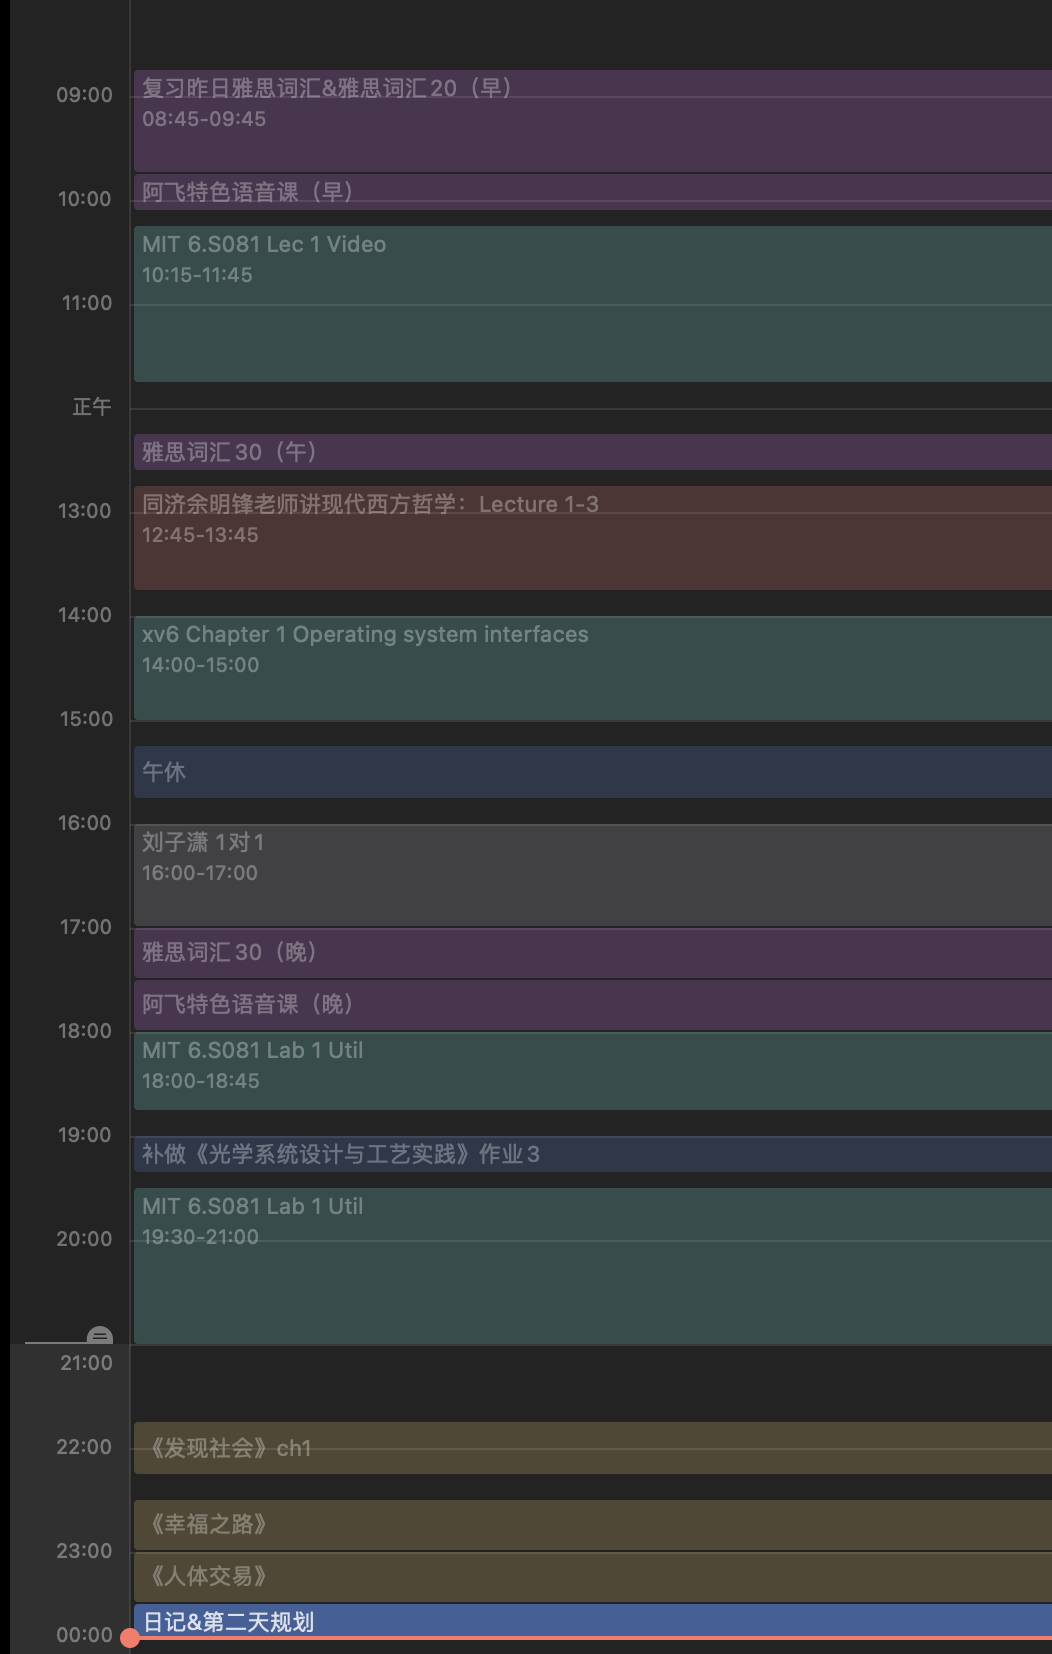 09:00
复习昨日雅思词汇&雅思词汇20（早）
08:45-09:45
10:00
阿飞特色语音课（早）
MIT 6.S081 Lec 1 Video
10:15-11:45
11:00
正午
雅思词汇30（午）
13:00
同济余明锋老师讲现代西方哲学：Lecture 1-3
12:45-13:45
14:00
xv6 Chapter 1 Operating system interfaces
14:00-15:00
15:00
午休
16:00
刘子潇 1对1
16:00-17:00
17:00
雅思词汇30（晚）
阿飞特色语音课（晚）
18:00
MIT 6.S081 Lab 1 Util
18:00-18:45
19:00
补做《光学系统设计与工艺实践》作业3
MIT 6.S081 Lab 1 Util
19:30-21:00
20:00
21:00
22:00
《发现社会》ch1
《幸福之路》
23:00
《人体交易》
日记&第二天规划
00:00